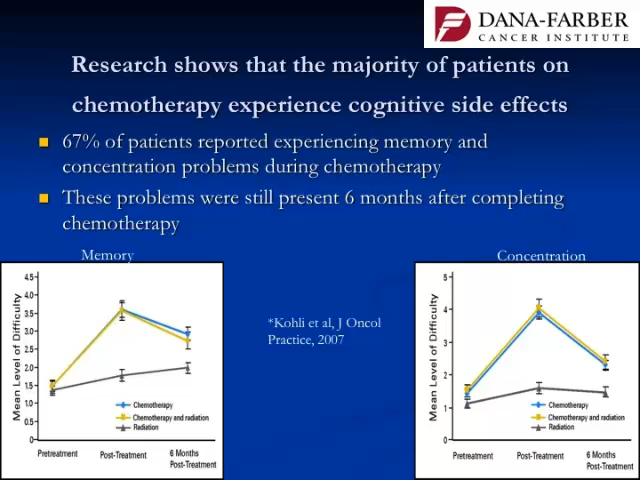 DANA-FARBER
CANCER INSTITUTE
Research shows that the majority of patients on
chemotherapy experience cognitive side effects
67% of patients reported experiencing memory and
concentration problems during chemotherapy
These problems were still present 6 months after completing
chemotherapy
Memory
Mean Level of Difficulty
4.5
4.0
3.5
3.0
2.5
2.0
1.5
1.0
0.5
0
Chemotherapy
Chemotherapy and radiation
Radiation
Pretreatment
Post-Treatment
6 Months
Post-Treatment
*Kohli et al, J Oncol
Practice, 2007
Concentration
Mean Level of Difficulty
5
4
3
2
1
0
Chemotherapy
Chemotherapy and radiation
Radiation
Pretreatment
Post-Treatment
6 Months
Post-Treatment